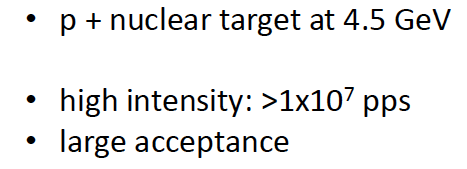 • p + nuclear target at 4.5 GeV
• high intensity: >1x10⁷ pps
• large acceptance